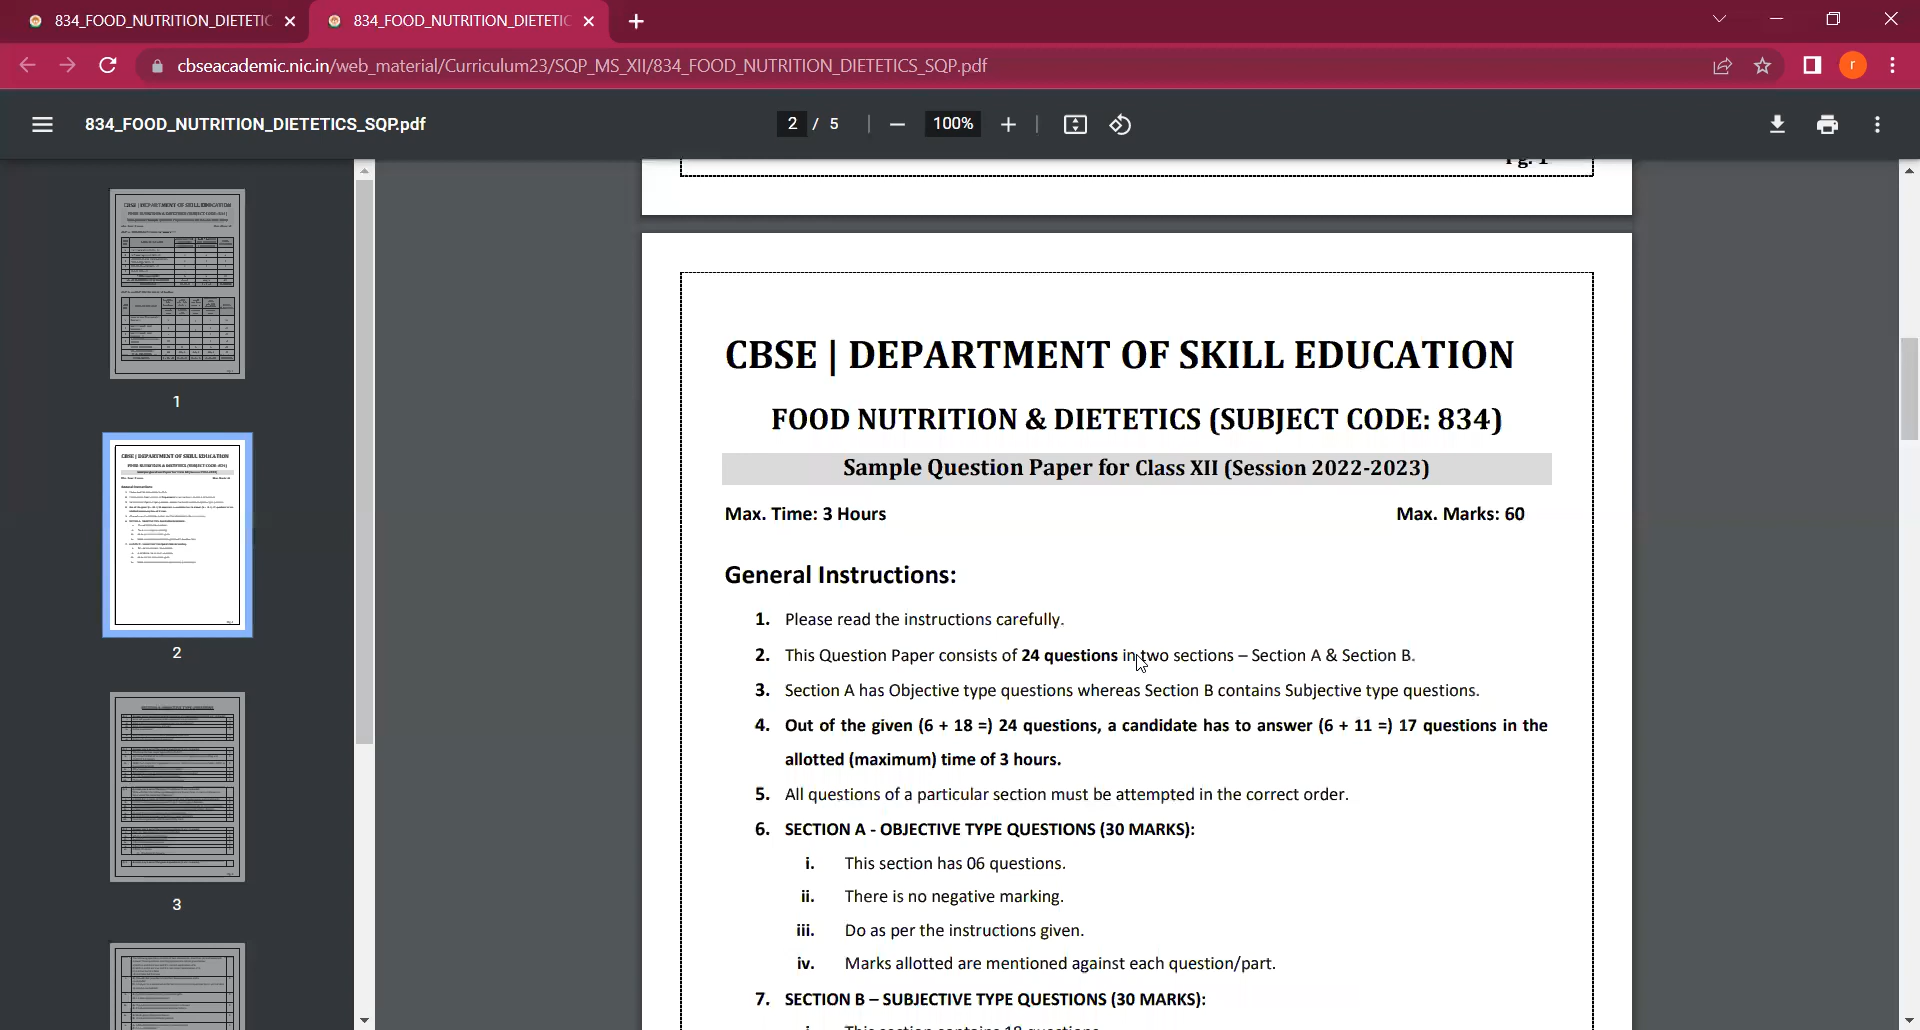 834_FOOD_NUTRITION_DIETETIC
834_FOOD_NUTRITION_DIETETIC
cbseacademic.nic.in/web_material/Curriculum23/SQP_MS_XII/834_FOOD_NUTRITION_DIETETICS_SQP.pdf
r
834_FOOD_NUTRITION_DIETETICS_SQP.pdf
2 / 5
100%
CBSE | DEPARTMENT OF SKILL EDUCATION
FOOD NUTRITION & DIETETICS (SUBJECT CODE: 834)
Sample Question Paper for Class XII (Session 2022-2023)
Max. Time: 3 Hours Max. Marks: 60
General Instructions:
1. Please read the instructions carefully.
2. This Question Paper consists of 24 questions in two sections – Section A & Section B.
3. Section A has Objective type questions whereas Section B contains Subjective type questions.
4. Out of the given (6 + 18 =) 24 questions, a candidate has to answer (6 + 11 =) 17 questions in the
allotted (maximum) time of 3 hours.
5. All questions of a particular section must be attempted in the correct order.
6. SECTION A - OBJECTIVE TYPE QUESTIONS (30 MARKS):
i. This section has 06 questions.
ii. There is no negative marking.
iii. Do as per the instructions given.
iv. Marks allotted are mentioned against each question/part.
7. SECTION B – SUBJECTIVE TYPE QUESTIONS (30 MARKS):
1
2
3